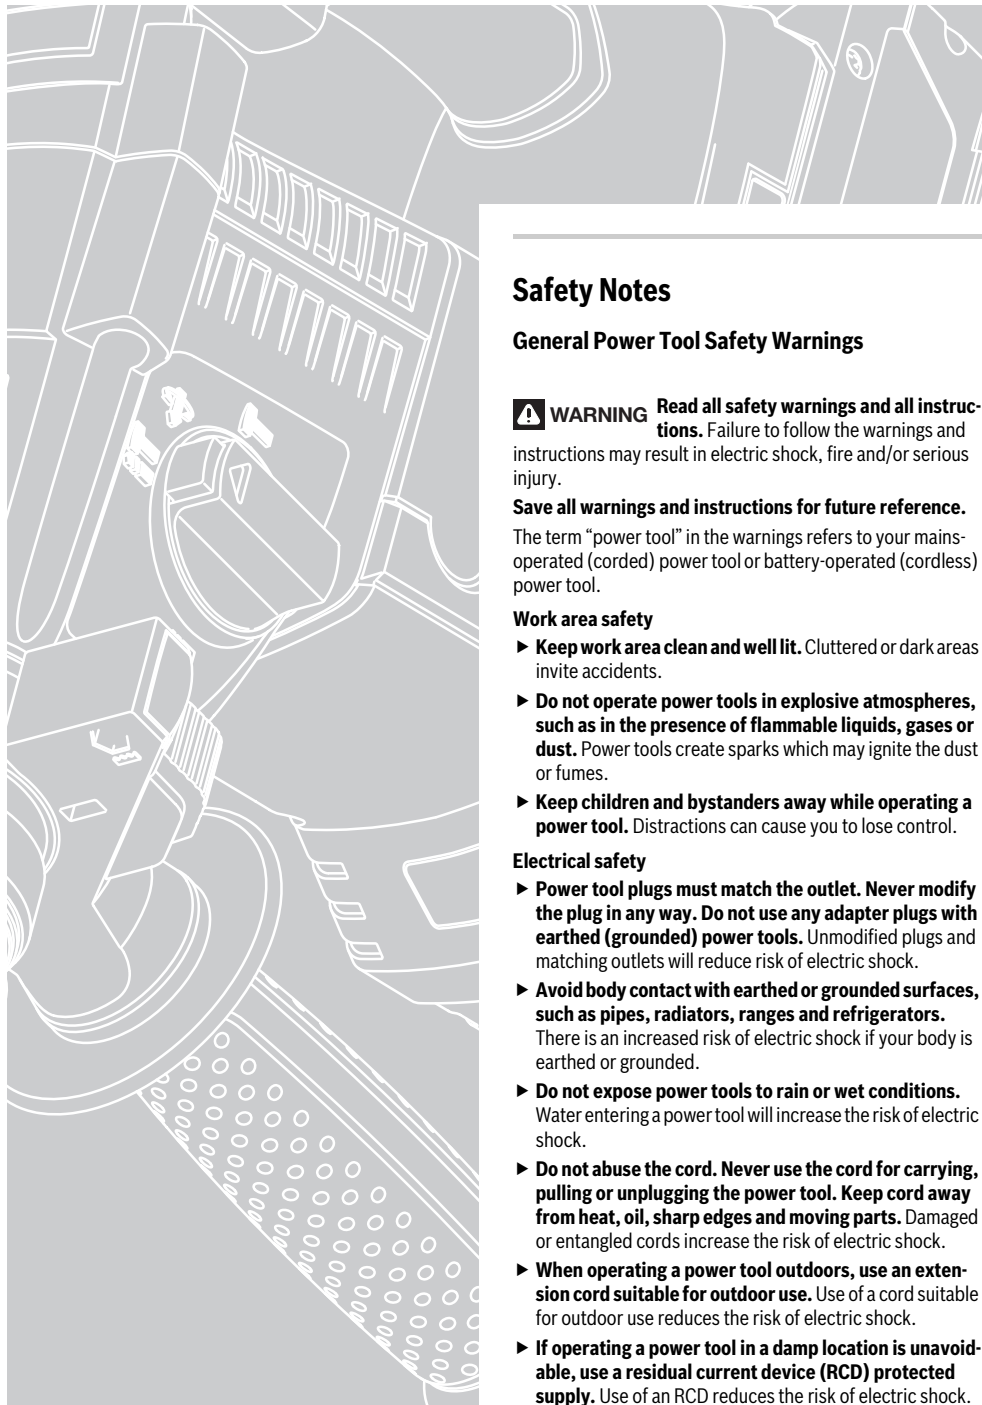 Safety Notes
General Power Tool Safety Warnings
WARNING Read all safety warnings and all instruc-
tions. Failure to follow the warnings and
instructions may result in electric shock, fire and/or serious
injury.
Save all warnings and instructions for future reference.
The term “power tool” in the warnings refers to your mains-
operated (corded) power tool or battery-operated (cordless)
power tool.
Work area safety
► Keep work area clean and well lit. Cluttered or dark areas
invite accidents.
► Do not operate power tools in explosive atmospheres,
such as in the presence of flammable liquids, gases or
dust. Power tools create sparks which may ignite the dust
or fumes.
► Keep children and bystanders away while operating a
power tool. Distractions can cause you to lose control.
Electrical safety
► Power tool plugs must match the outlet. Never modify
the plug in any way. Do not use any adapter plugs with
earthed (grounded) power tools. Unmodified plugs and
matching outlets will reduce risk of electric shock.
► Avoid body contact with earthed or grounded surfaces,
such as pipes, radiators, ranges and refrigerators.
There is an increased risk of electric shock if your body is
earthed or grounded.
► Do not expose power tools to rain or wet conditions.
Water entering a power tool will increase the risk of electric
shock.
► Do not abuse the cord. Never use the cord for carrying,
pulling or unplugging the power tool. Keep cord away
from heat, oil, sharp edges and moving parts. Damaged
or entangled cords increase the risk of electric shock.
► When operating a power tool outdoors, use an exten-
sion cord suitable for outdoor use. Use of a cord suitable
for outdoor use reduces the risk of electric shock.
► If operating a power tool in a damp location is unavoid-
able, use a residual current device (RCD) protected
supply. Use of an RCD reduces the risk of electric shock.